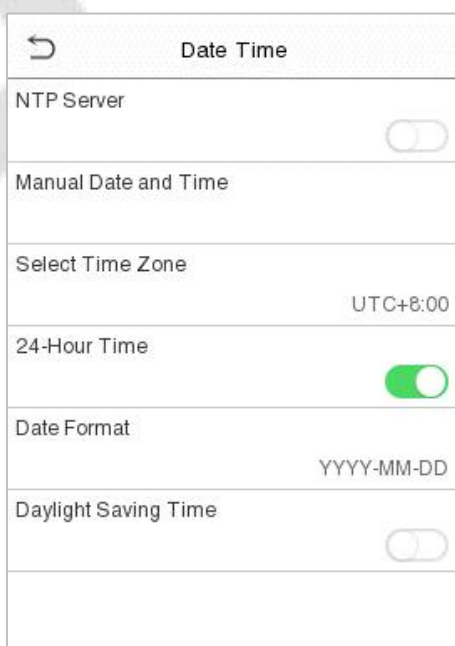 Date Time
NTP Server
Manual Date and Time
Select Time Zone
UTC+8:00
24-Hour Time
Date Format
YYYY-MM-DD
Daylight Saving Time